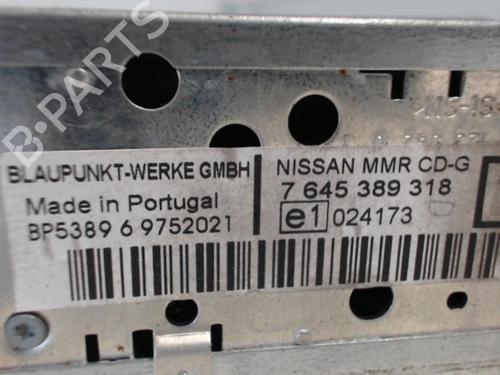 BLAUPUNKT-WERKE GMBH
Made in Portugal
BP5389 6 9752021
NISSAN MMR CD-G
7 645 389 318
e1 024173
B-PARTS